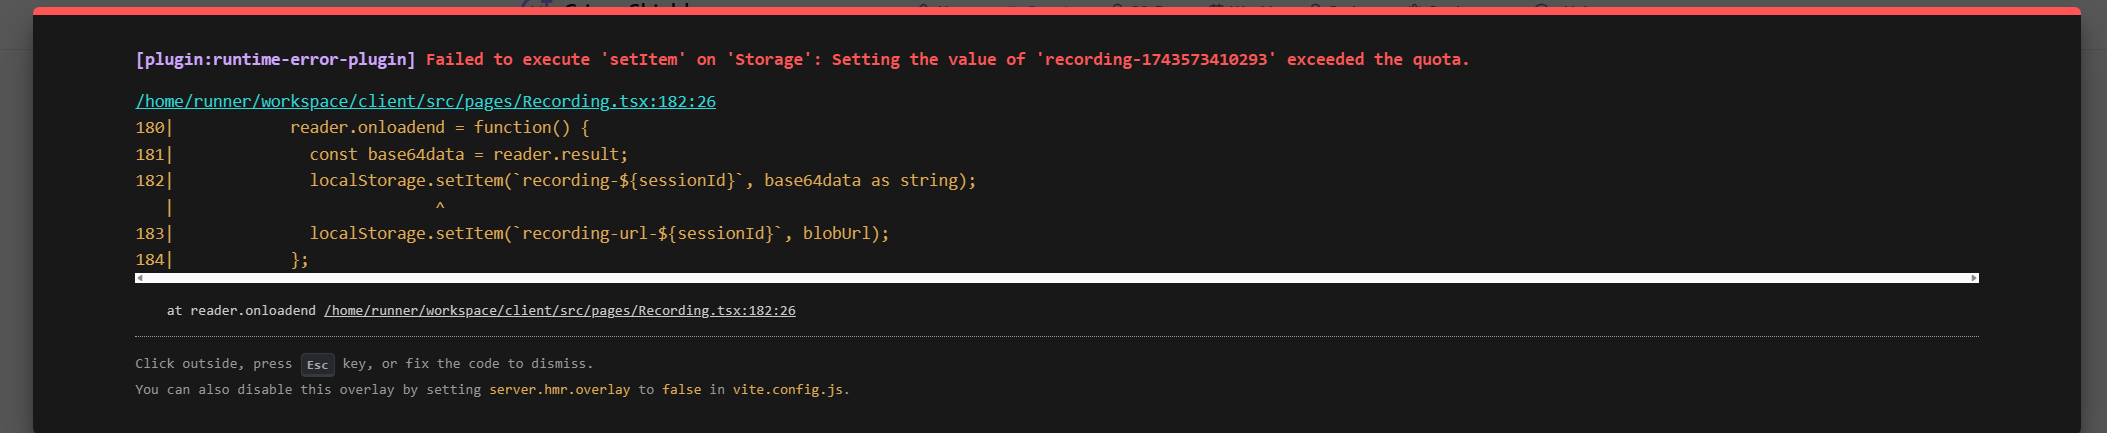 [plugin:runtime-error-plugin] Failed to execute 'setItem' on 'Storage': Setting the value of 'recording-1743573410293' exceeded the quota.
/home/runner/workspace/client/src/pages/Recording.tsx:182:26
180|            reader.onloadend = function() {
181|              const base64data = reader.result;
182|              localStorage.setItem(`recording-${sessionId}`, base64data as string);
   |                           ^
183|              localStorage.setItem(`recording-url-${sessionId}`, blobUrl);
184|            };
    at reader.onloadend /home/runner/workspace/client/src/pages/Recording.tsx:182:26
Click outside, press Esc key, or fix the code to dismiss.
You can also disable this overlay by setting server.hmr.overlay to false in vite.config.js.